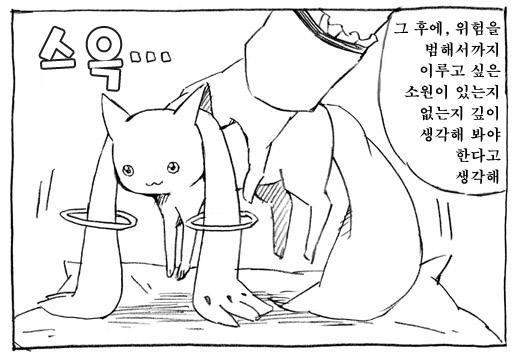 스윽...
그 후에, 위험을
범해서까지
이루고 싶은
소원이 있는지
없는지 깊이
생각해 봐야
한다고
생각해